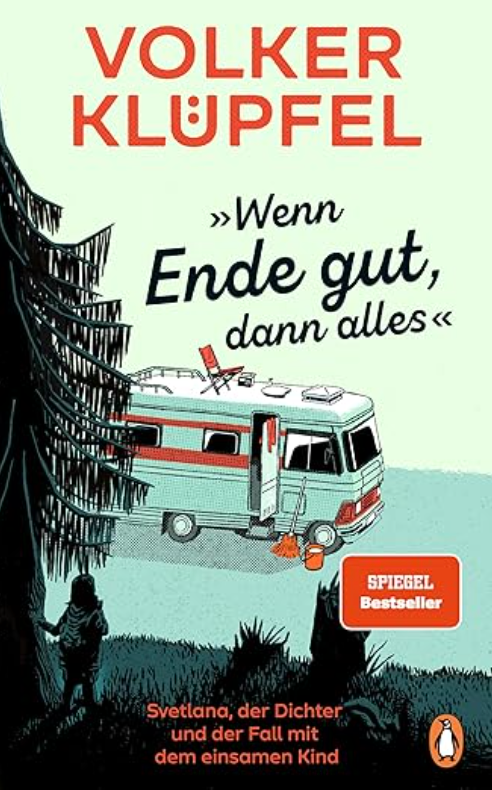 VOLKER
KLÜPFEL
»Wenn
Ende gut,
dann alles«
SPIEGEL
Bestseller
Svetlana, der Dichter
und der Fall mit
dem einsamen Kind